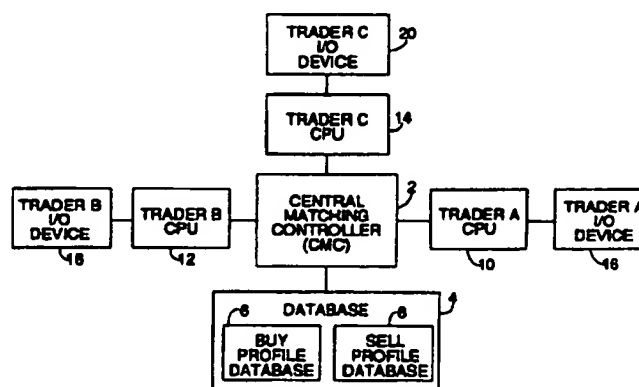 TRADER C
I/O
DEVICE
20
TRADER C
CPU
14
TRADER B
I/O
DEVICE
16
TRADER B
CPU
12
CENTRAL
MATCHING
CONTROLLER
(CMC)
2
TRADER A
CPU
10
TRADER A
I/O
DEVICE
16
DATABASE
4
6
BUY
PROFILE
DATABASE
8
SELL
PROFILE
DATABASE